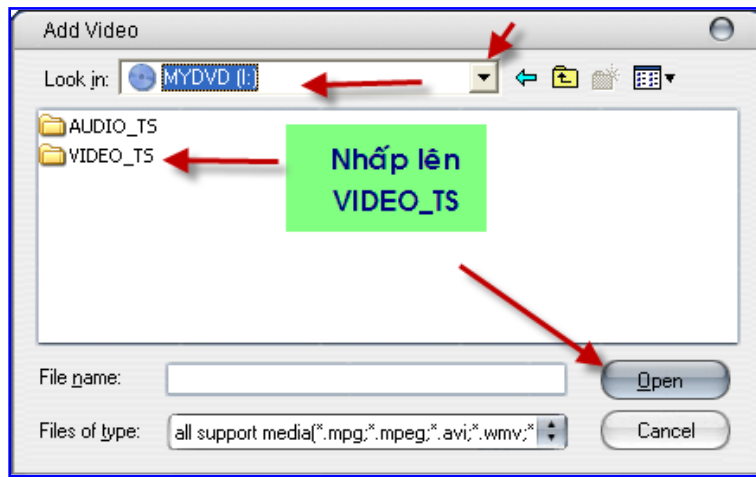 Add Video
Look in: MYDVD (I:)
AUDIO_TS
VIDEO_TS
Nhấp lên
VIDEO_TS
File name:
Open
Files of type: all support media(*.mpg;*.mpeg;*.avi;*.wmv;*
Cancel